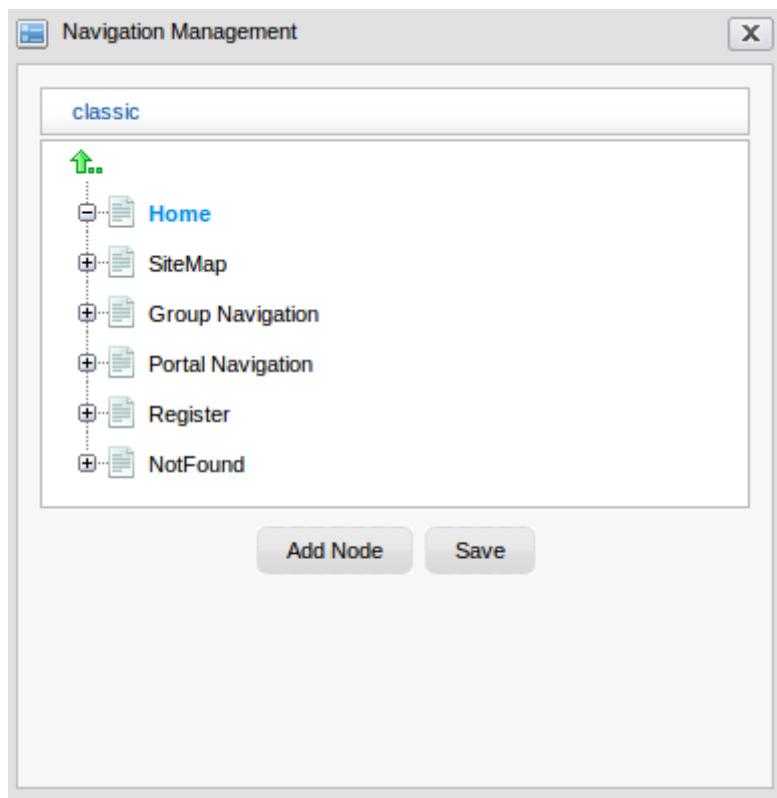 Navigation Management
classic
Home
SiteMap
Group Navigation
Portal Navigation
Register
NotFound
Add Node Save